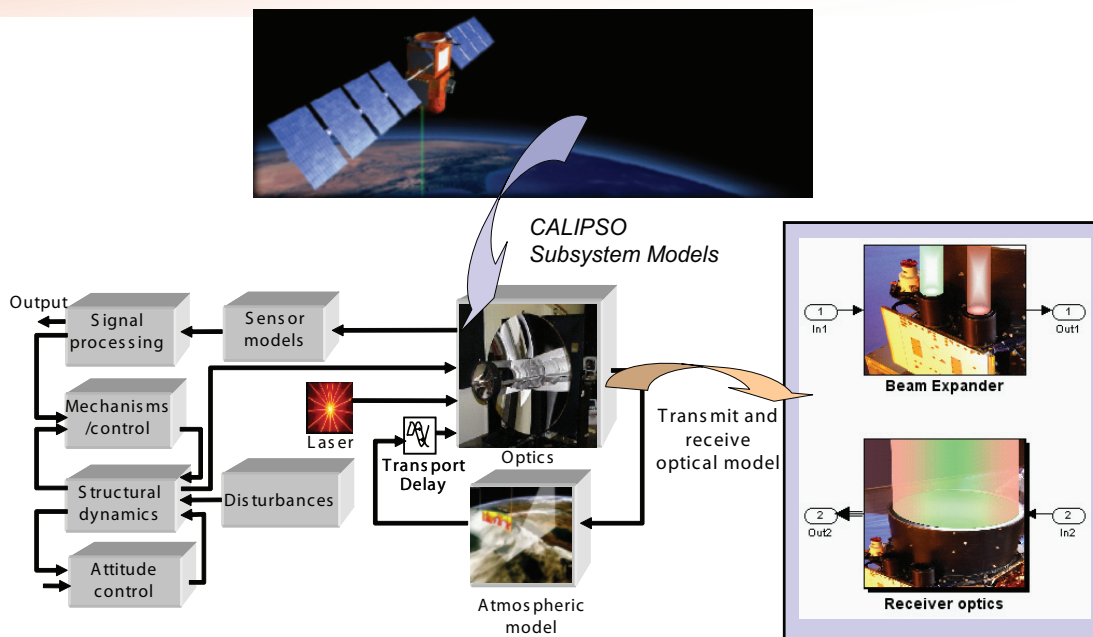 CALIPSO
Subsystem Models
Output
Signal
processing
Sensor
models
Mechanisms
/control
Laser
Transport
Delay
Optics
Structural
dynamics
Disturbances
Attitude
control
Atmospheric
model
Transmit and
receive
optical model
1
In1
1
Out1
Beam Expander
2
Out2
2
In2
Receiver optics